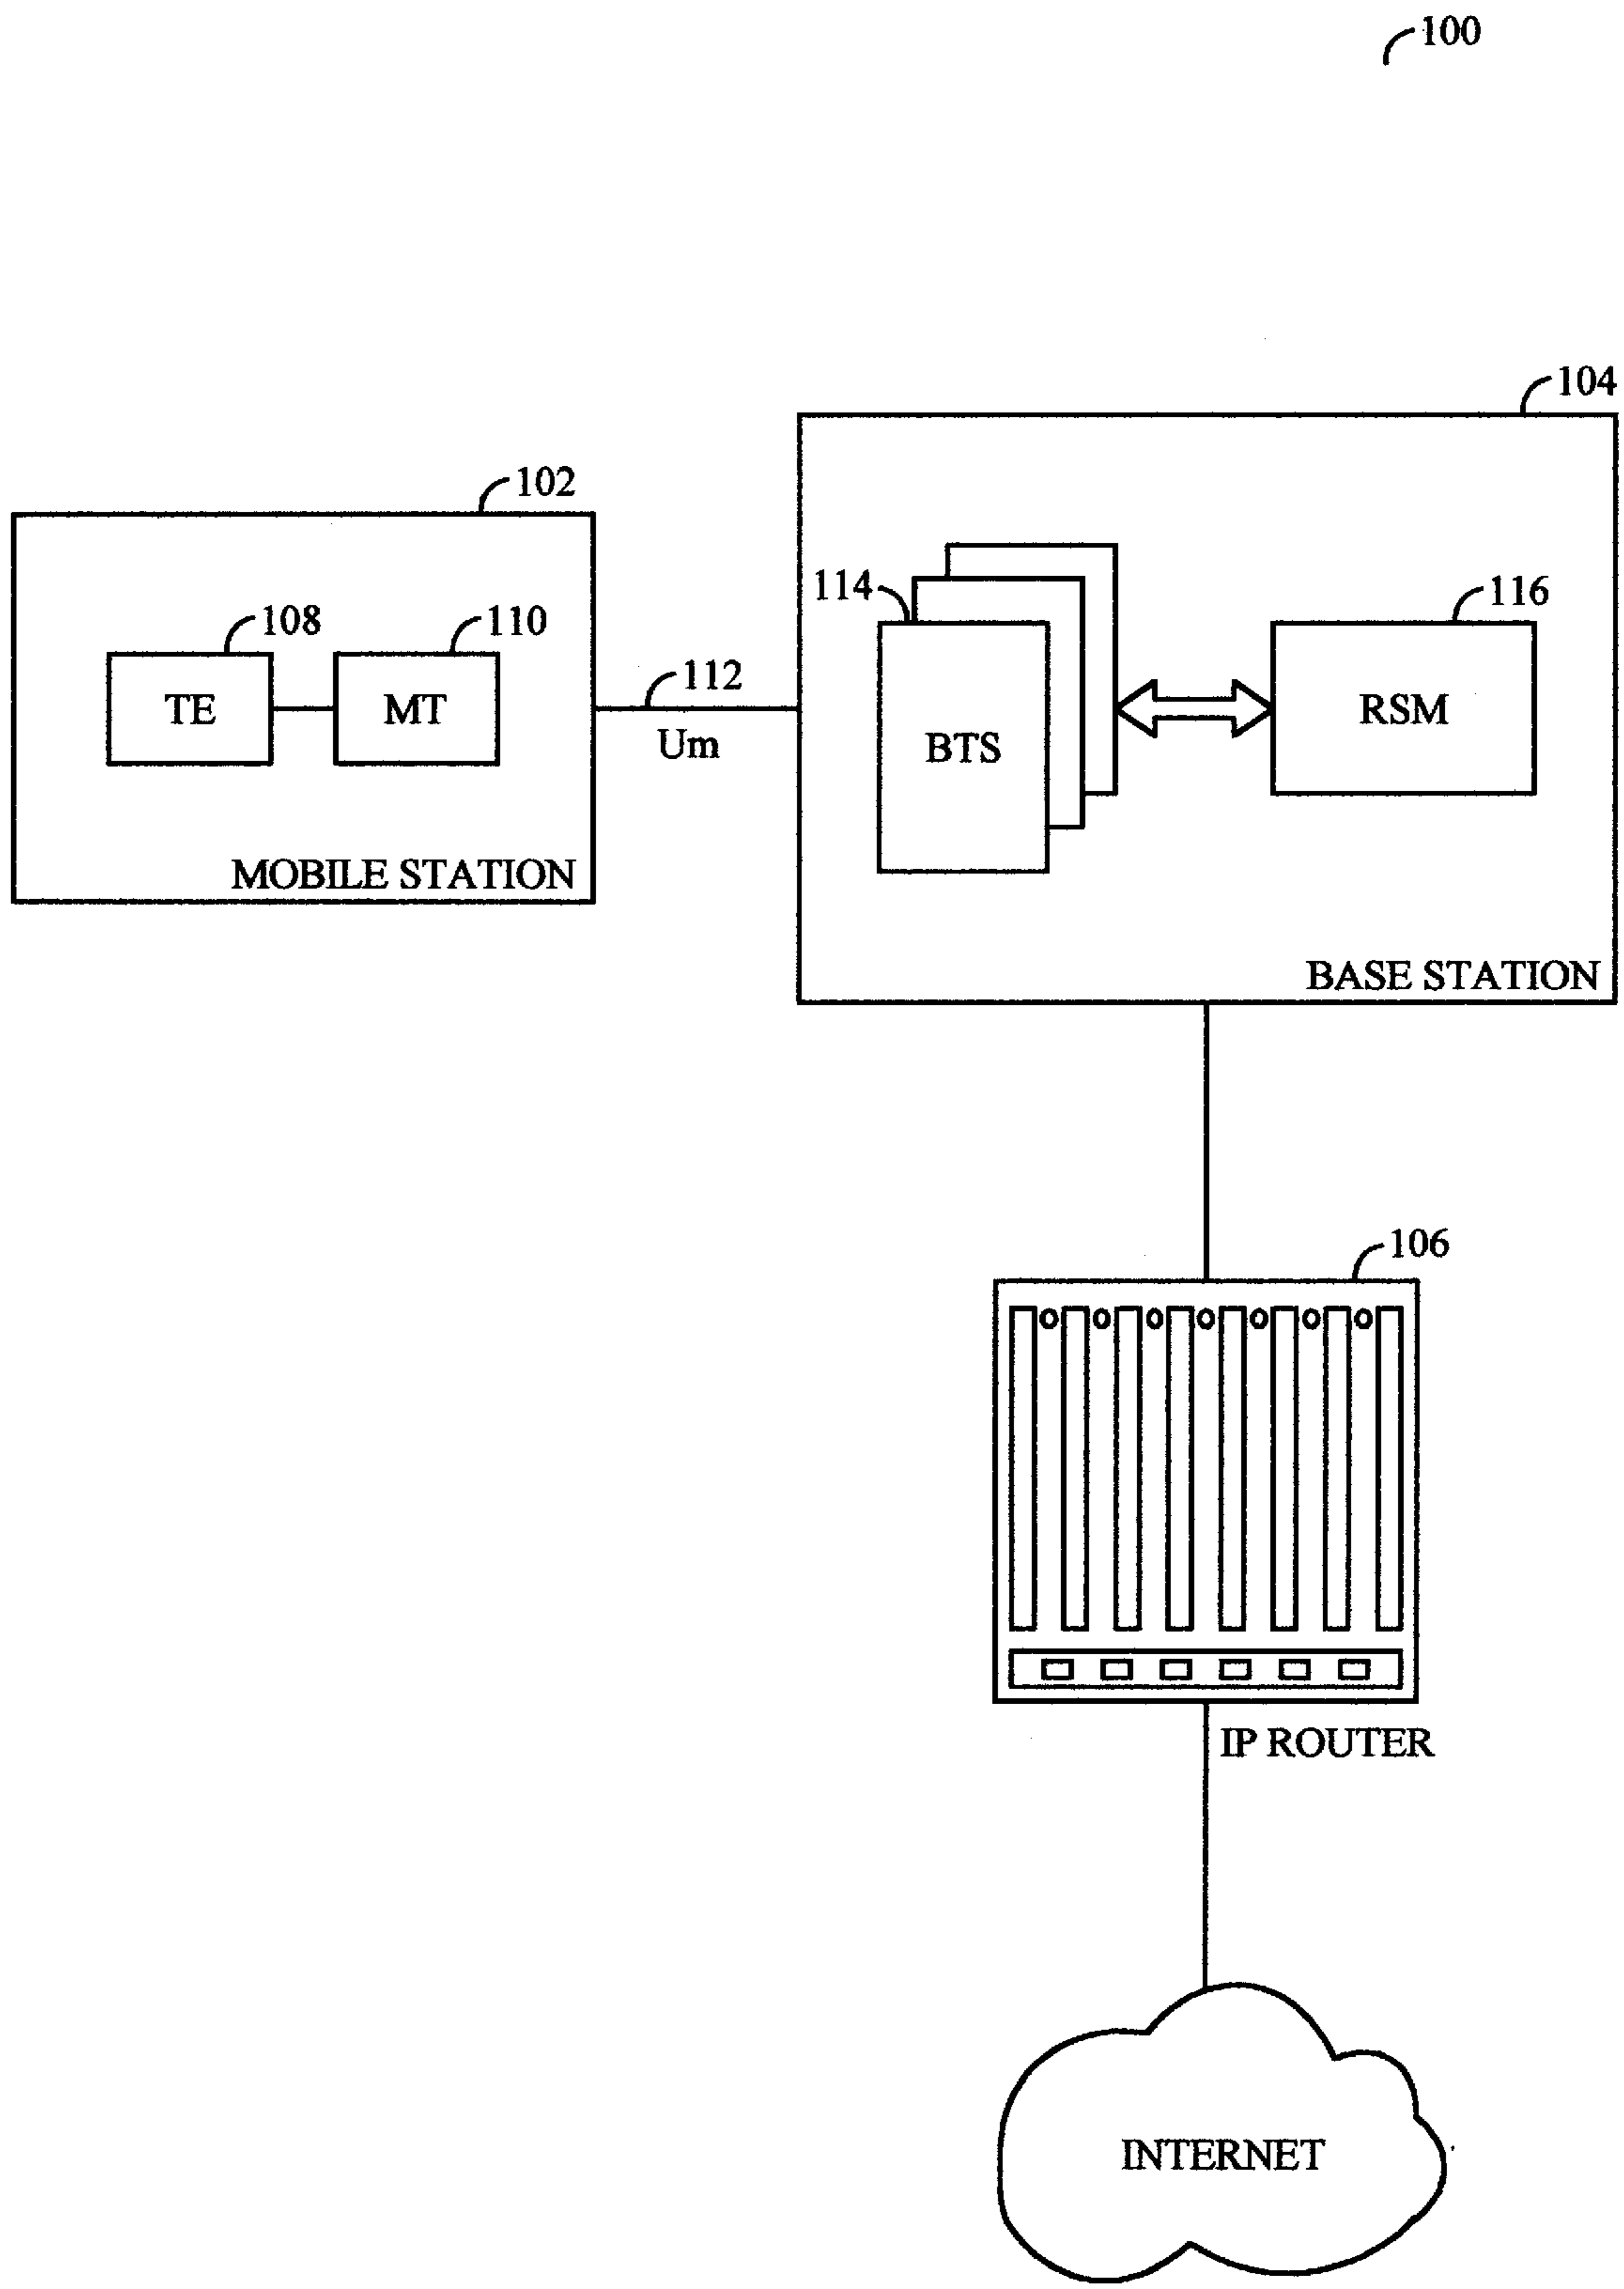 100
104
102
114
116
108
110
112
TE
MT
RSM
Um
BTS
MOBILE STATION
BASE STATION
106
IP ROUTER
INTERNET